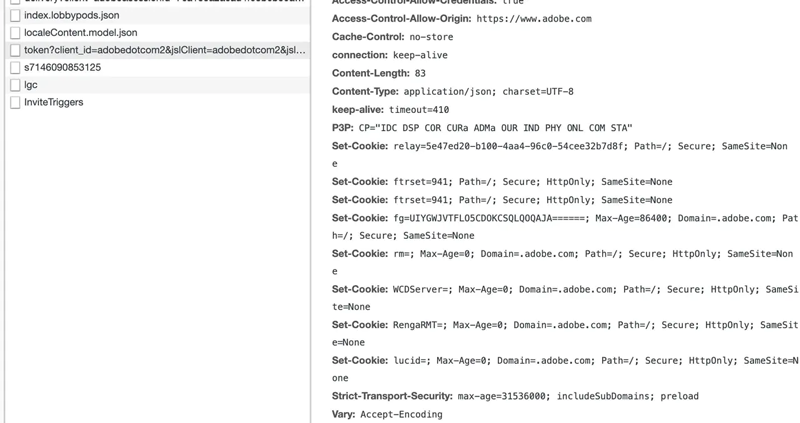 index.lobbypods.json
localeContent.model.json
token?client_id=adobedotcom2&jslClient=adobedotcom2&jsl...
s7146090853125
lgc
InviteTriggers
Access-Control-Allow-Credentials: true
Access-Control-Allow-Origin: https://www.adobe.com
Cache-Control: no-store
connection: keep-alive
Content-Length: 83
Content-Type: application/json; charset=UTF-8
keep-alive: timeout=410
P3P: CP="IDC DSP COR CURa ADMa OUR IND PHY ONL COM STA"
Set-Cookie: relay=5e47ed20-b100-4aa4-96c0-54cee32b7d8f; Path=/; Secure; SameSite=Non
e
Set-Cookie: ftrset=941; Path=/; Secure; HttpOnly; SameSite=None
Set-Cookie: ftrset=941; Path=/; Secure; HttpOnly; SameSite=None
Set-Cookie: fg=UIYGWJVTFLO5CDOKCSQLQOQAJA======; Max-Age=86400; Domain=.adobe.com; Pat
h=/; Secure; SameSite=None
Set-Cookie: rm=; Max-Age=0; Domain=.adobe.com; Path=/; Secure; HttpOnly; SameSite=Non
e
Set-Cookie: WCDServer=; Max-Age=0; Domain=.adobe.com; Path=/; Secure; HttpOnly; SameSi
te=None
Set-Cookie: RengaRMT=; Max-Age=0; Domain=.adobe.com; Path=/; Secure; HttpOnly; SameSit
e=None
Set-Cookie: lucid=; Max-Age=0; Domain=.adobe.com; Path=/; Secure; HttpOnly; SameSite=N
one
Strict-Transport-Security: max-age=31536000; includeSubDomains; preload
Vary: Accept-Encoding